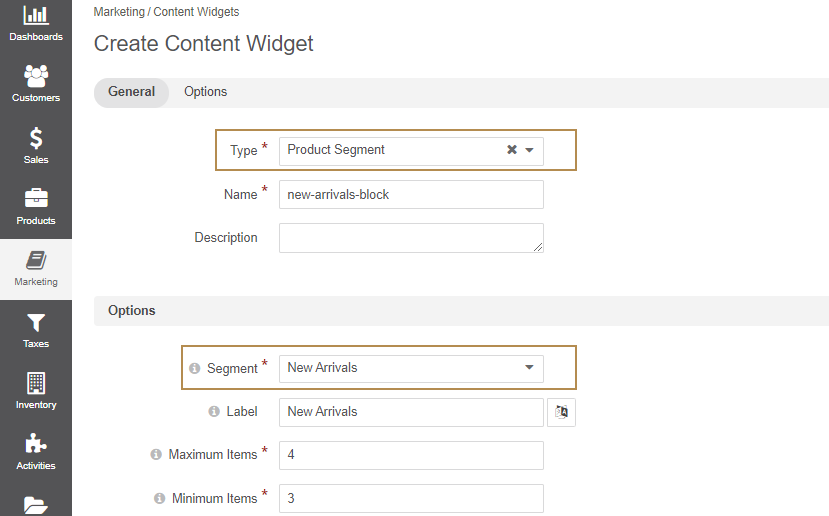 Marketing / Content Widgets
Create Content Widget
Dashboards
Customers
Sales
Products
Marketing
Taxes
Inventory
Activities
General Options
Type * Product Segment
Name * new-arrivals-block
Description
Options
Segment * New Arrivals
Label New Arrivals
Maximum Items * 4
Minimum Items * 3